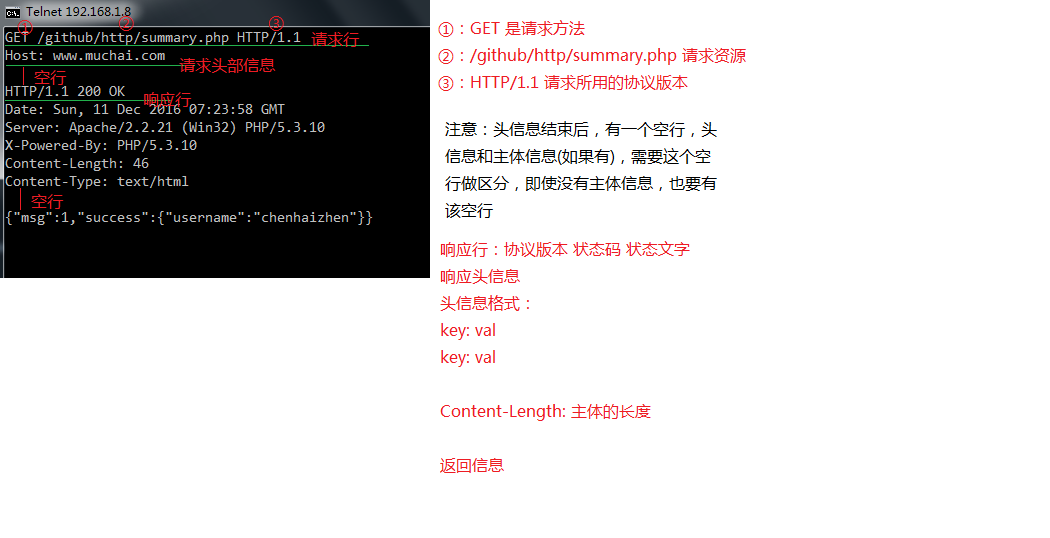 Telnet 192.168.1.8
① ② ③
GET /github/http/summary.php HTTP/1.1 请求行
Host: www.muchai.com
请求头部信息
空行
HTTP/1.1 200 OK
响应行
Date: Sun, 11 Dec 2016 07:23:58 GMT
Server: Apache/2.2.21 (Win32) PHP/5.3.10
X-Powered-By: PHP/5.3.10
Content-Length: 46
Content-Type: text/html
空行
{"msg":1,"success":{"username":"chenhaizhen"}}
①：GET 是请求方法
②：/github/http/summary.php 请求资源
③：HTTP/1.1 请求所用的协议版本
注意：头信息结束后，有一个空行，头
信息和主体信息(如果有)，需要这个空
行做区分，即使没有主体信息，也要有
该空行
响应行：协议版本 状态码 状态文字
响应头信息
头信息格式：
key: val
key: val
Content-Length: 主体的长度
返回信息